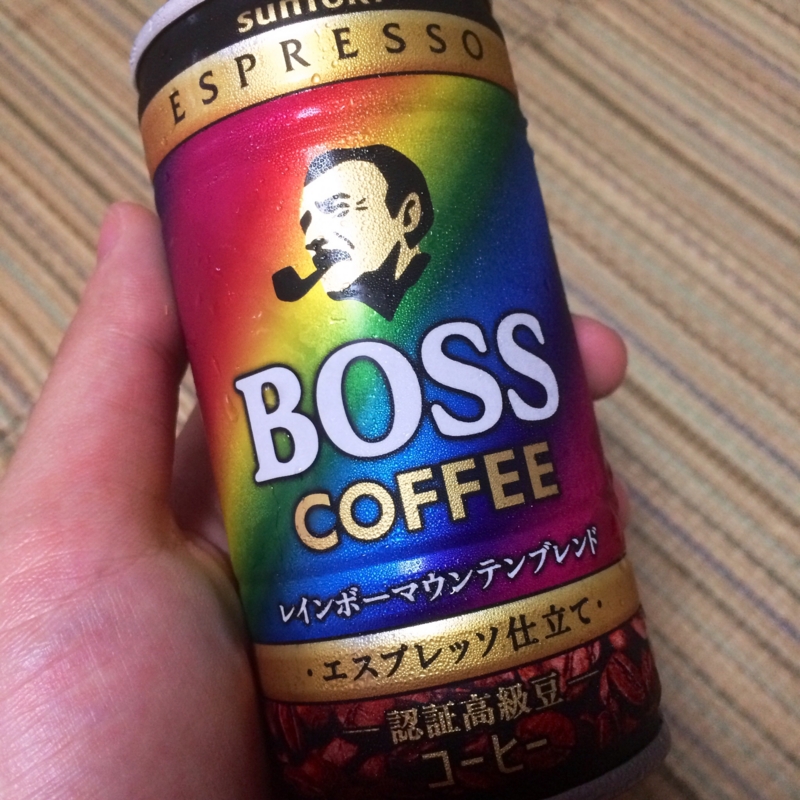 SUNTORY
ESPRESSO
BOSS
COFFEE
レインボーマウンテンブレンド
・エスプレッソ仕立て・
認証高級豆
コーヒー